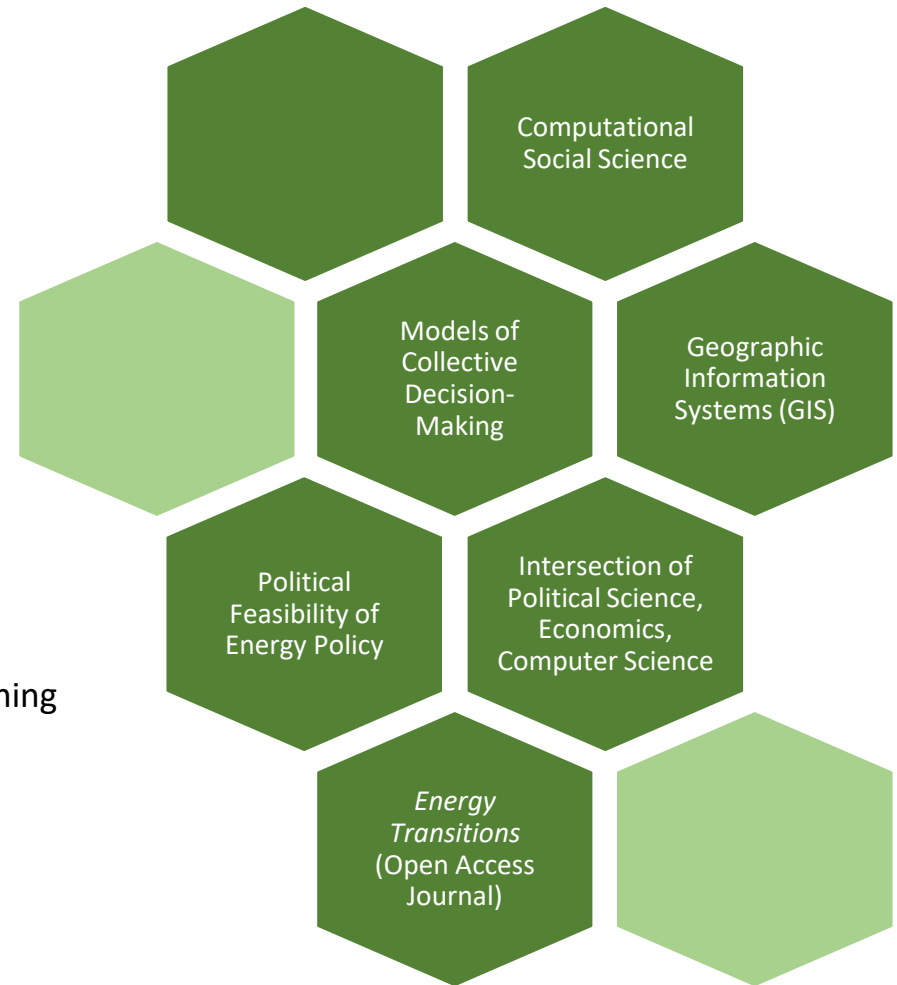 Computational
Social Science
Models of
Collective
Decision-
Making
Geographic
Information
Systems (GIS)
Political
Feasibility of
Energy Policy
Intersection of
Political Science,
Economics,
Computer Science
Energy
Transitions
(Open Access
Journal)